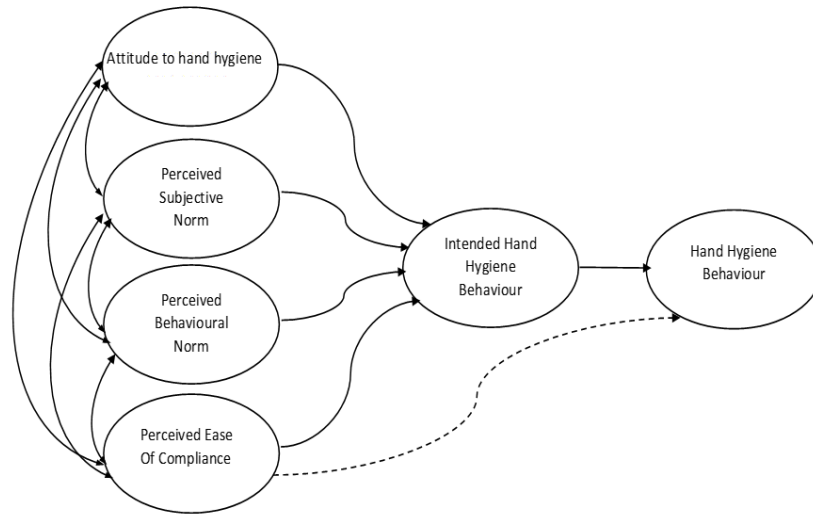 Attitude to hand hygiene
Perceived
Subjective
Norm
Perceived
Behavioural
Norm
Perceived Ease
Of Compliance
Intended Hand
Hygiene
Behaviour
Hand Hygiene
Behaviour